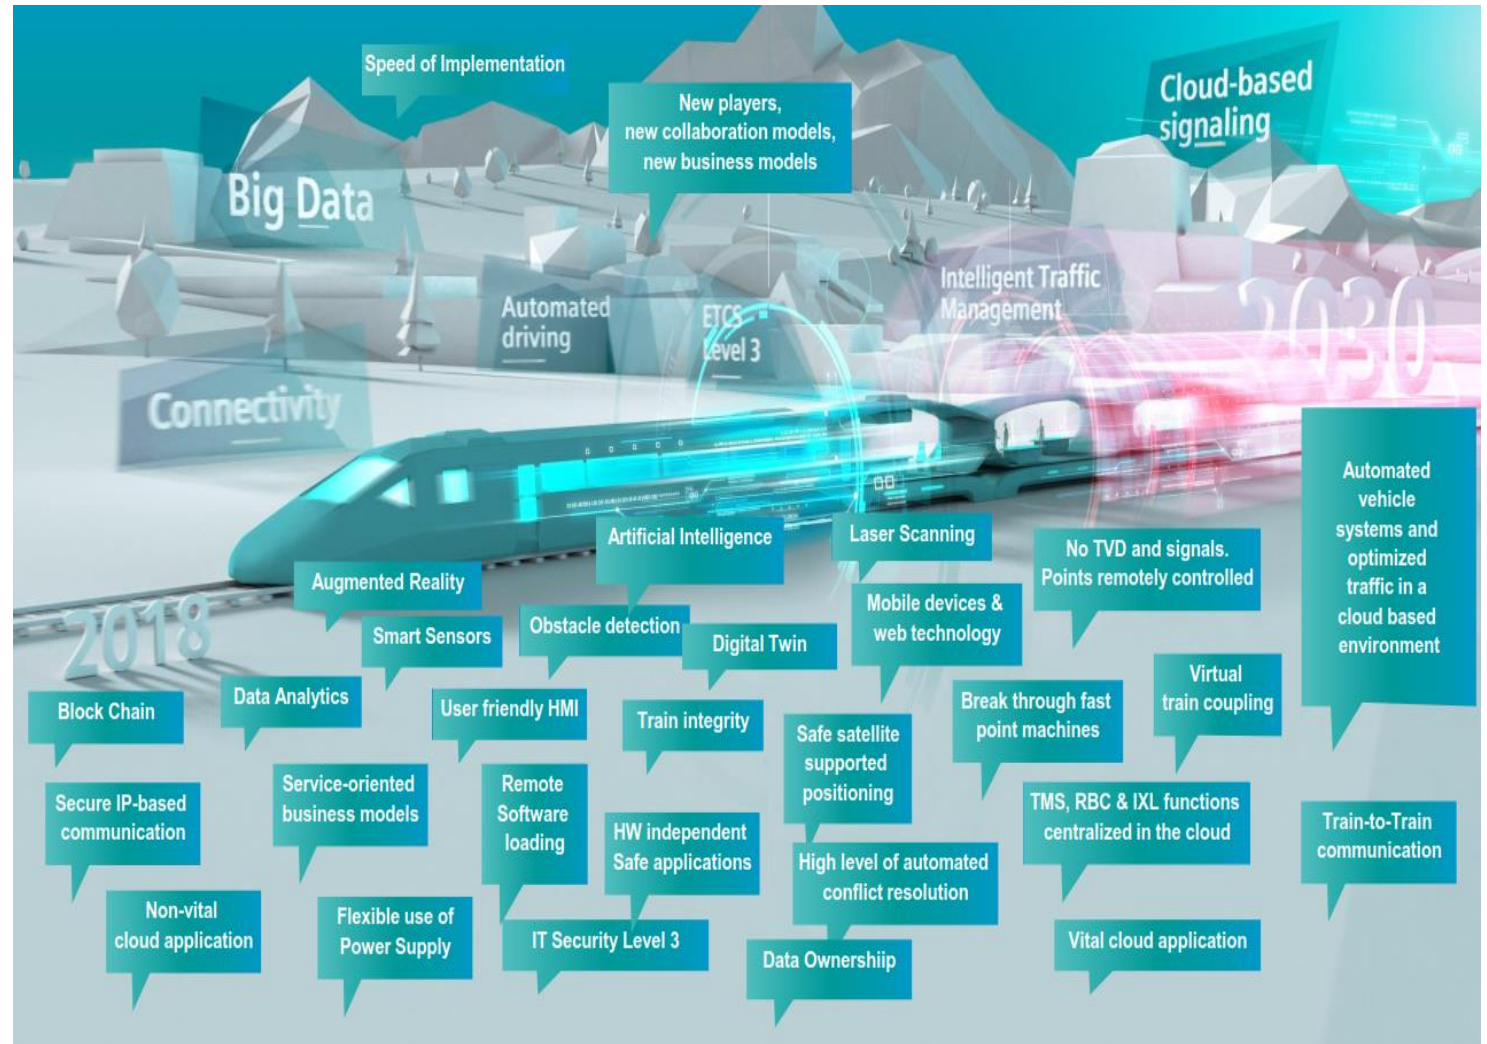 Speed of Implementation
New players,
new collaboration models,
new business models
Cloud-based
signaling
Big Data
Intelligent Traffic
Management
Automated
driving
ETCS
Level 3
2030
Connectivity
Automated
vehicle
systems and
optimized
traffic in a
cloud based
environment
Artificial Intelligence
Laser Scanning
No TVD and signals.
Points remotely controlled
Augmented Reality
2018
Smart Sensors
Obstacle detection
Digital Twin
Mobile devices &
web technology
Virtual
train coupling
Block Chain
Data Analytics
User friendly HMI
Train integrity
Safe satellite
supported
positioning
Break through fast
point machines
Secure IP-based
communication
Service-oriented
business models
Remote
Software
loading
HW independent
Safe applications
TMS, RBC & IXL functions
centralized in the cloud
Train-to-Train
communication
High level of automated
conflict resolution
Non-vital
cloud application
Flexible use of
Power Supply
IT Security Level 3
Data Ownershiip
Vital cloud application